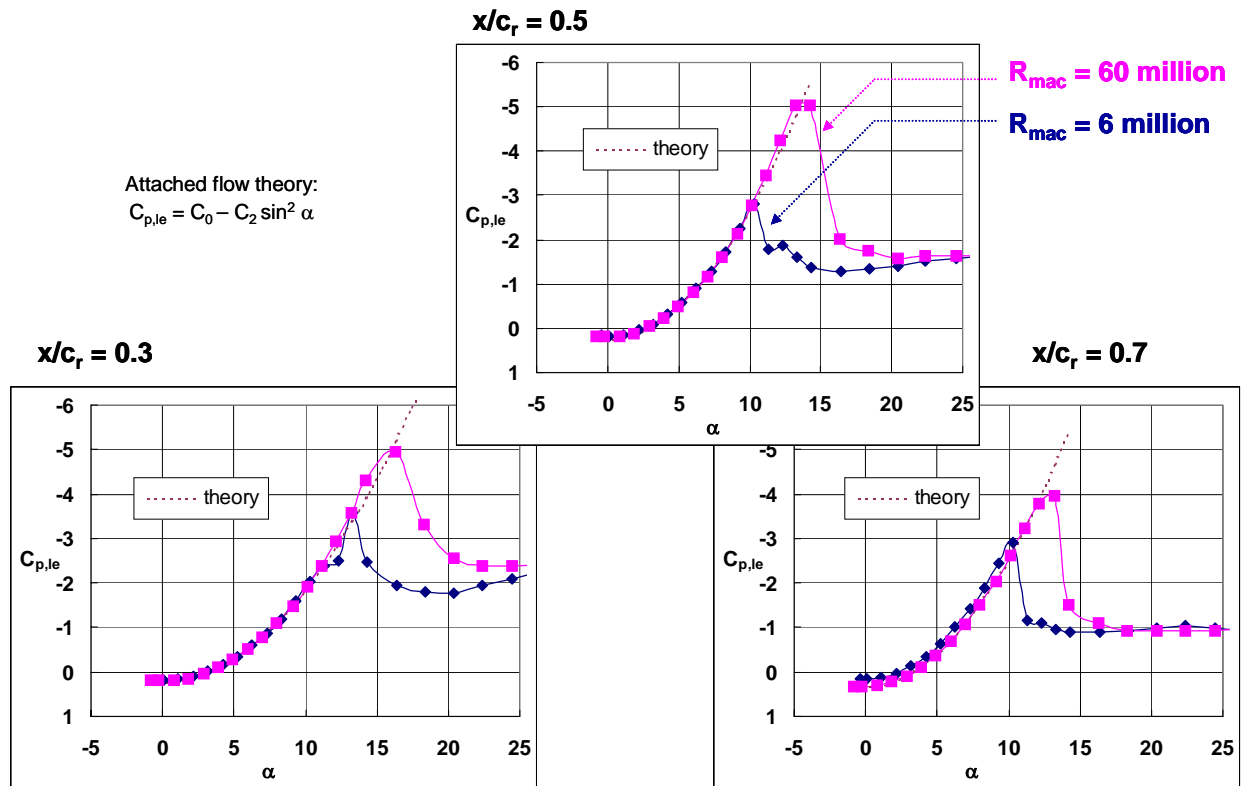 x/cr = 0.5
-6
-5
-4
-3
-2
-1
0
1
Cp,le
theory
-5 0 5 10 15 20 25
α
Rmac = 60 million
Rmac = 6 million
Attached flow theory:
Cp,le = C0 – C2 sin2 α
x/cr = 0.3
-6
-5
-4
-3
-2
-1
0
1
Cp,le
theory
-5 0 5 10 15 20 25
α
x/cr = 0.7
-5
-4
-3
-2
-1
0
1
Cp,le
theory
-5 0 5 10 15 20 25
α